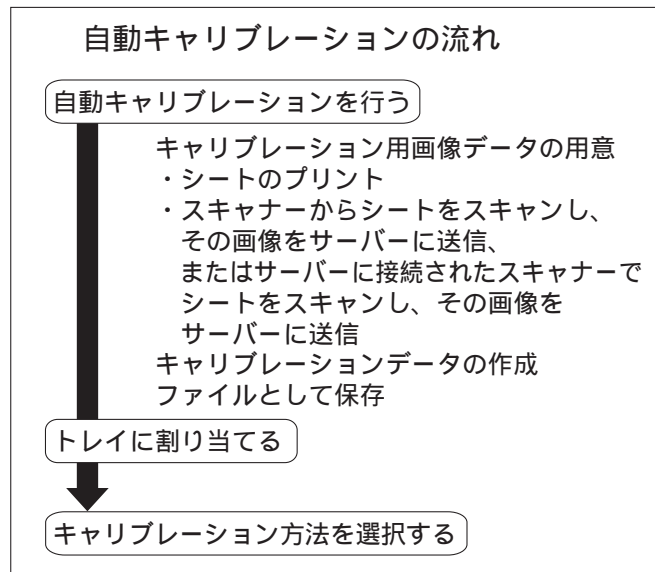 自動キャリブレーションの流れ
自動キャリブレーションを行う
キャリブレーション用画像データの用意
・シートのプリント
・スキャナーからシートをスキャンし、
その画像をサーバーに送信、
またはサーバーに接続されたスキャナーで
シートをスキャンし、その画像を
サーバーに送信
キャリブレーションデータの作成
ファイルとして保存
トレイに割り当てる
キャリブレーション方法を選択する